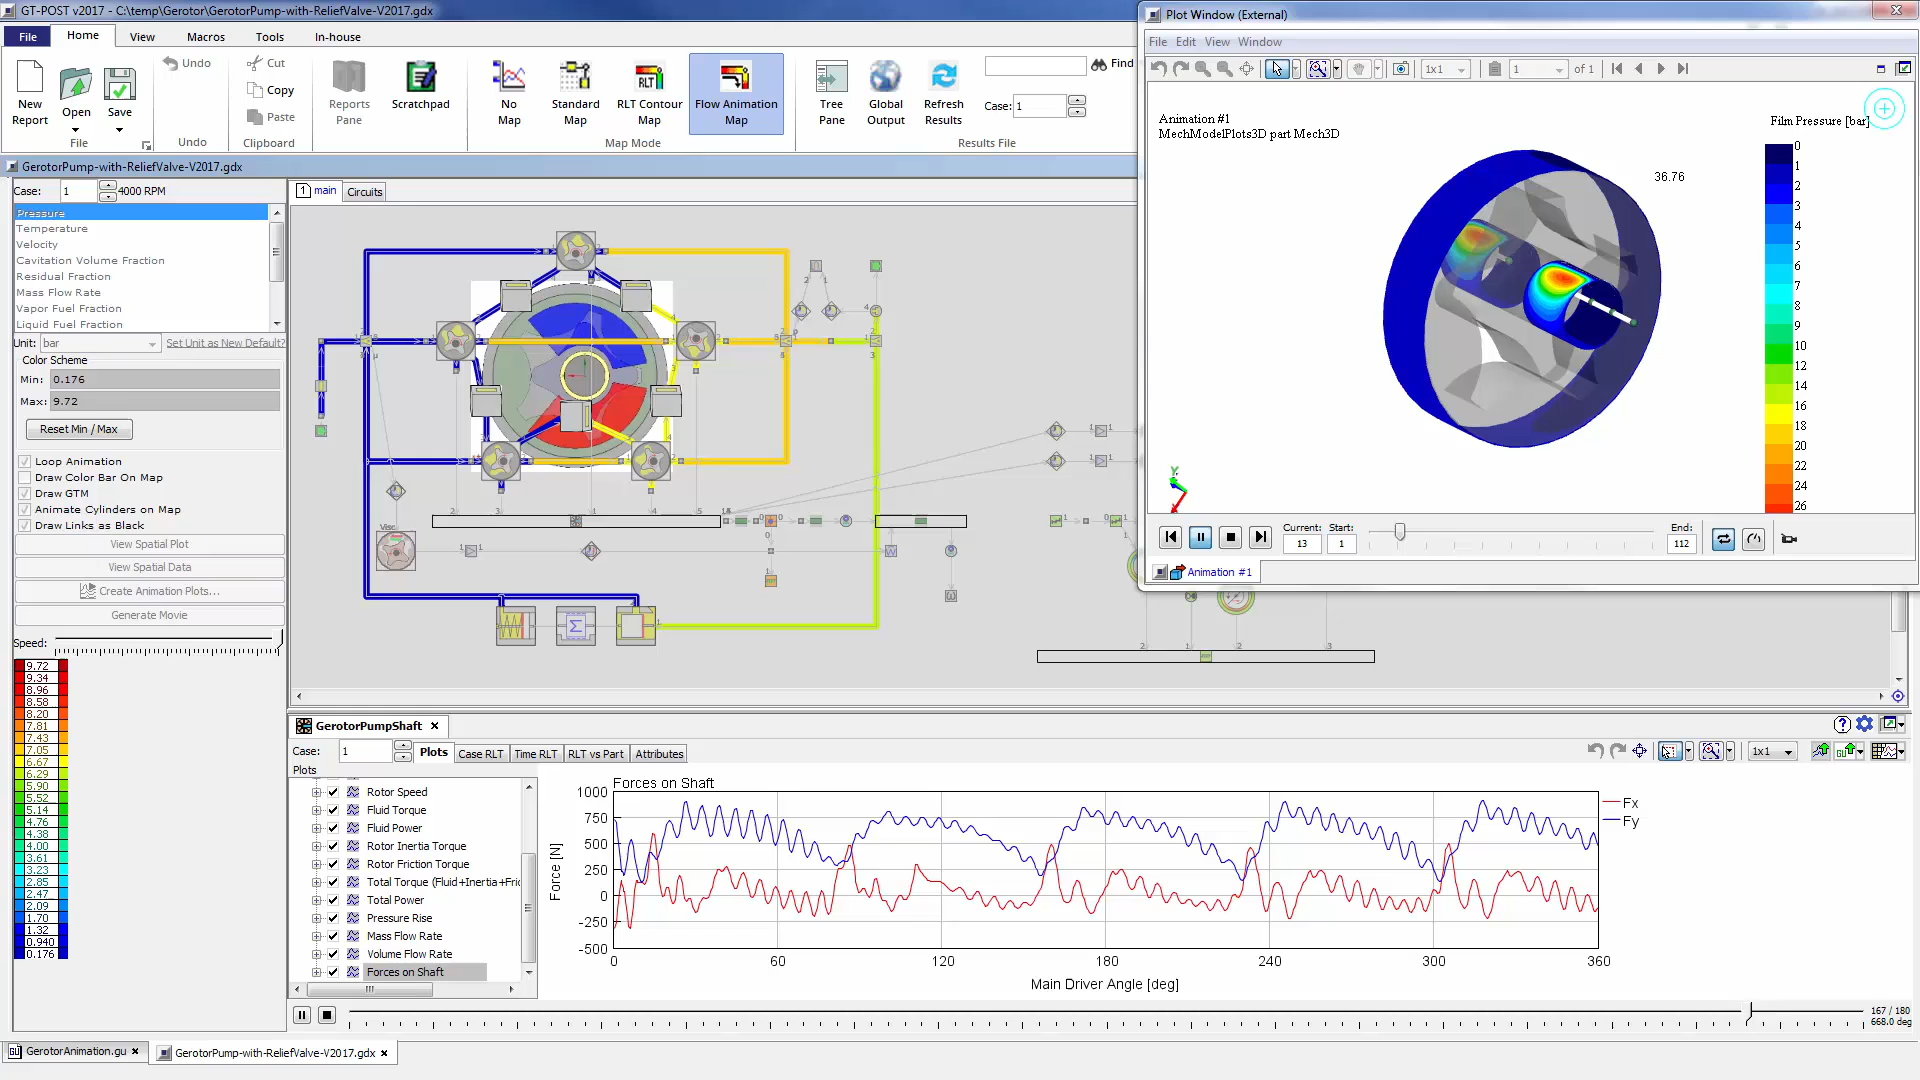 GT-POST v2017 - C:\temp\Gerotor\GerotorPump-with-ReliefValve-V2017.gdx
File Home View Macros Tools In-house
New Report
Open
Save
File
Undo
Undo
Cut
Copy
Paste
Clipboard
Reports Pane
Scratchpad
No Map
Standard Map
RLT Contour Map
Flow Animation Map
Map Mode
Tree Pane
Global Output
Refresh Results
Find
Case: 1
Results File
GerotorPump-with-ReliefValve-V2017.gdx
Case: 1 4000 RPM
Pressure
Temperature
Velocity
Cavitation Volume Fraction
Residual Fraction
Mass Flow Rate
Vapor Fluid Fraction
Liquid Fluid Fraction
Unit: bar Set Unit as New Default?
Color Scheme
Min: 0.176
Max: 9.72
Reset Min / Max
Loop Animation
Draw Color Bar On Map
Draw GTM
Animate Cylinders on Map
Draw Links as Black
View Spatial Plot
View Spatial Data
Create Animation Plots...
Generate Movie
Speed:
9.72
9.34
8.96
8.58
8.20
7.81
7.43
7.05
6.67
6.29
5.90
5.52
5.14
4.76
4.38
4.00
3.61
3.23
2.85
2.47
2.09
1.70
1.32
0.940
0.176
1 main Circuits
Visc
Plot Window (External)
File Edit View Window
1x1 1 of 1
Animation #1
MechModelPlots3D part Mech3D
36.76
Film Pressure [bar]
0
1
2
3
4
5
6
7
8
9
10
12
14
16
18
20
22
24
26
Y
Current: 13
Start: 1
End: 112
Animation #1
GerotorPumpShaft
Case: 1 Plots Case RLT Time RLT RLT vs Part Attributes
1x1
Plots
Rotor Speed
Fluid Torque
Fluid Power
Rotor Inertia Torque
Rotor Friction Torque
Total Torque (Fluid+Inertia+Fric
Total Power
Pressure Rise
Mass Flow Rate
Volume Flow Rate
Forces on Shaft
Forces on Shaft
Force [N]
1000
750
500
250
0
-250
-500
0 60 120 180 240 300 360
Main Driver Angle [deg]
Fx
Fy
167 / 180
668.0 deg
GerotorAnimation.gu GerotorPump-with-ReliefValve-V2017.gdx